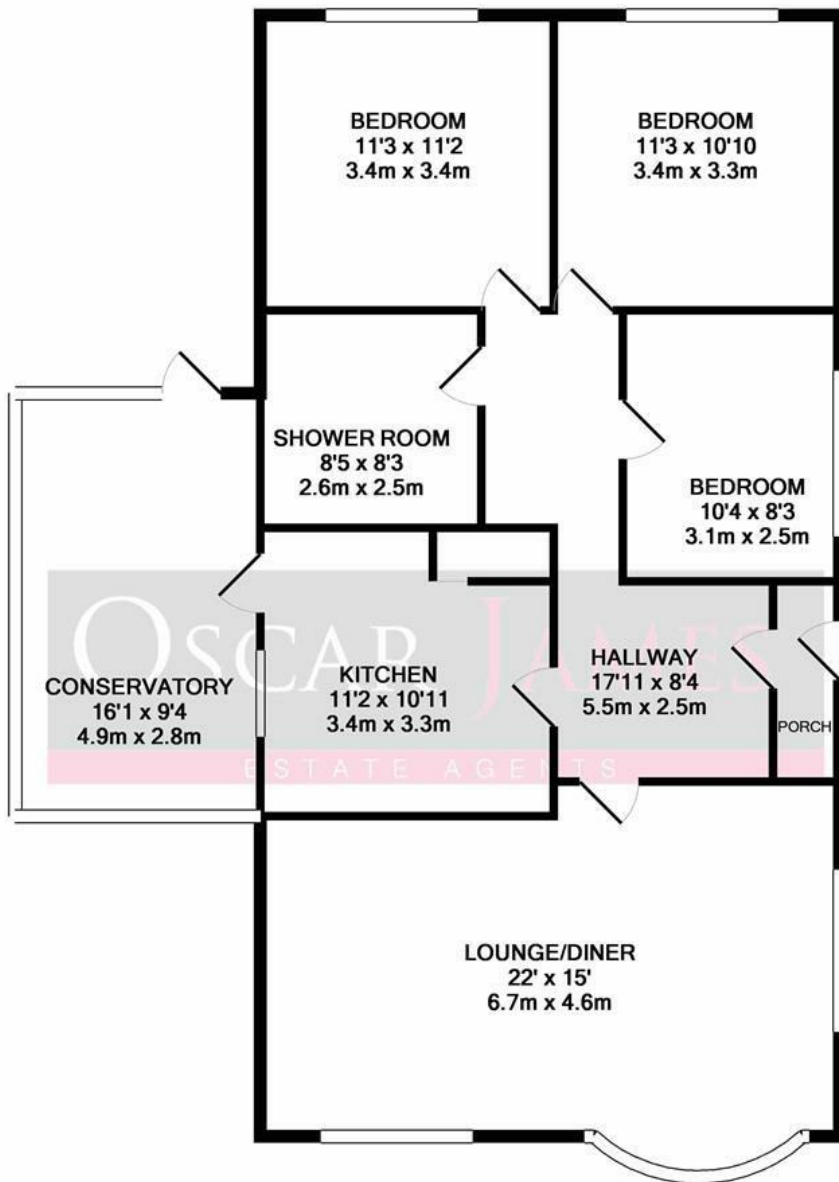 BEDROOM
11'3 x 11'2
3.4m x 3.4m
BEDROOM
11'3 x 10'10
3.4m x 3.3m
SHOWER ROOM
8'5 x 8'3
2.6m x 2.5m
BEDROOM
10'4 x 8'3
3.1m x 2.5m
OSCAR JAMES
ESTATE AGENTS
CONSERVATORY
16'1 x 9'4
4.9m x 2.8m
KITCHEN
11'2 x 10'11
3.4m x 3.3m
HALLWAY
17'11 x 8'4
5.5m x 2.5m
PORCH
LOUNGE/DINER
22' x 15'
6.7m x 4.6m